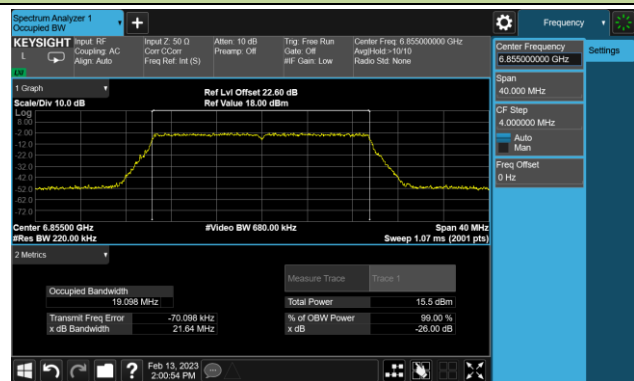 Spectrum Analyzer 1
Occupied BW
Frequency
KEYSIGHT
L
Input: RF
Coupling: AC
Align: Auto
Input Z: 50 Ω
Corr CCorr
Freq Ref: Int (S)
Atten: 10 dB
Preamp: Off
Trig: Free Run
Gate: Off
#IF Gain: Low
Center Freq: 6.855000000 GHz
Avg|Hold:>10/10
Radio Std: None
Center Frequency
6.855000000 GHz
Settings
Span
40.000 MHz
CF Step
4.000000 MHz
Auto
Man
Freq Offset
0 Hz
1 Graph
Scale/Div 10.0 dB
Ref Lvl Offset 22.60 dB
Ref Value 18.00 dBm
Log
8.00
-2.00
-12.0
-22.0
-32.0
-42.0
-52.0
-62.0
-72.0
Center 6.85500 GHz
#Res BW 220.00 kHz
#Video BW 680.00 kHz
Span 40 MHz
Sweep 1.07 ms (2001 pts)
2 Metrics
Measure Trace
Trace 1
Occupied Bandwidth
19.098 MHz
Total Power
15.5 dBm
Transmit Freq Error
-70.098 kHz
% of OBW Power
99.00 %
x dB Bandwidth
21.64 MHz
x dB
-26.00 dB
?
Feb 13, 2023
2:00:54 PM